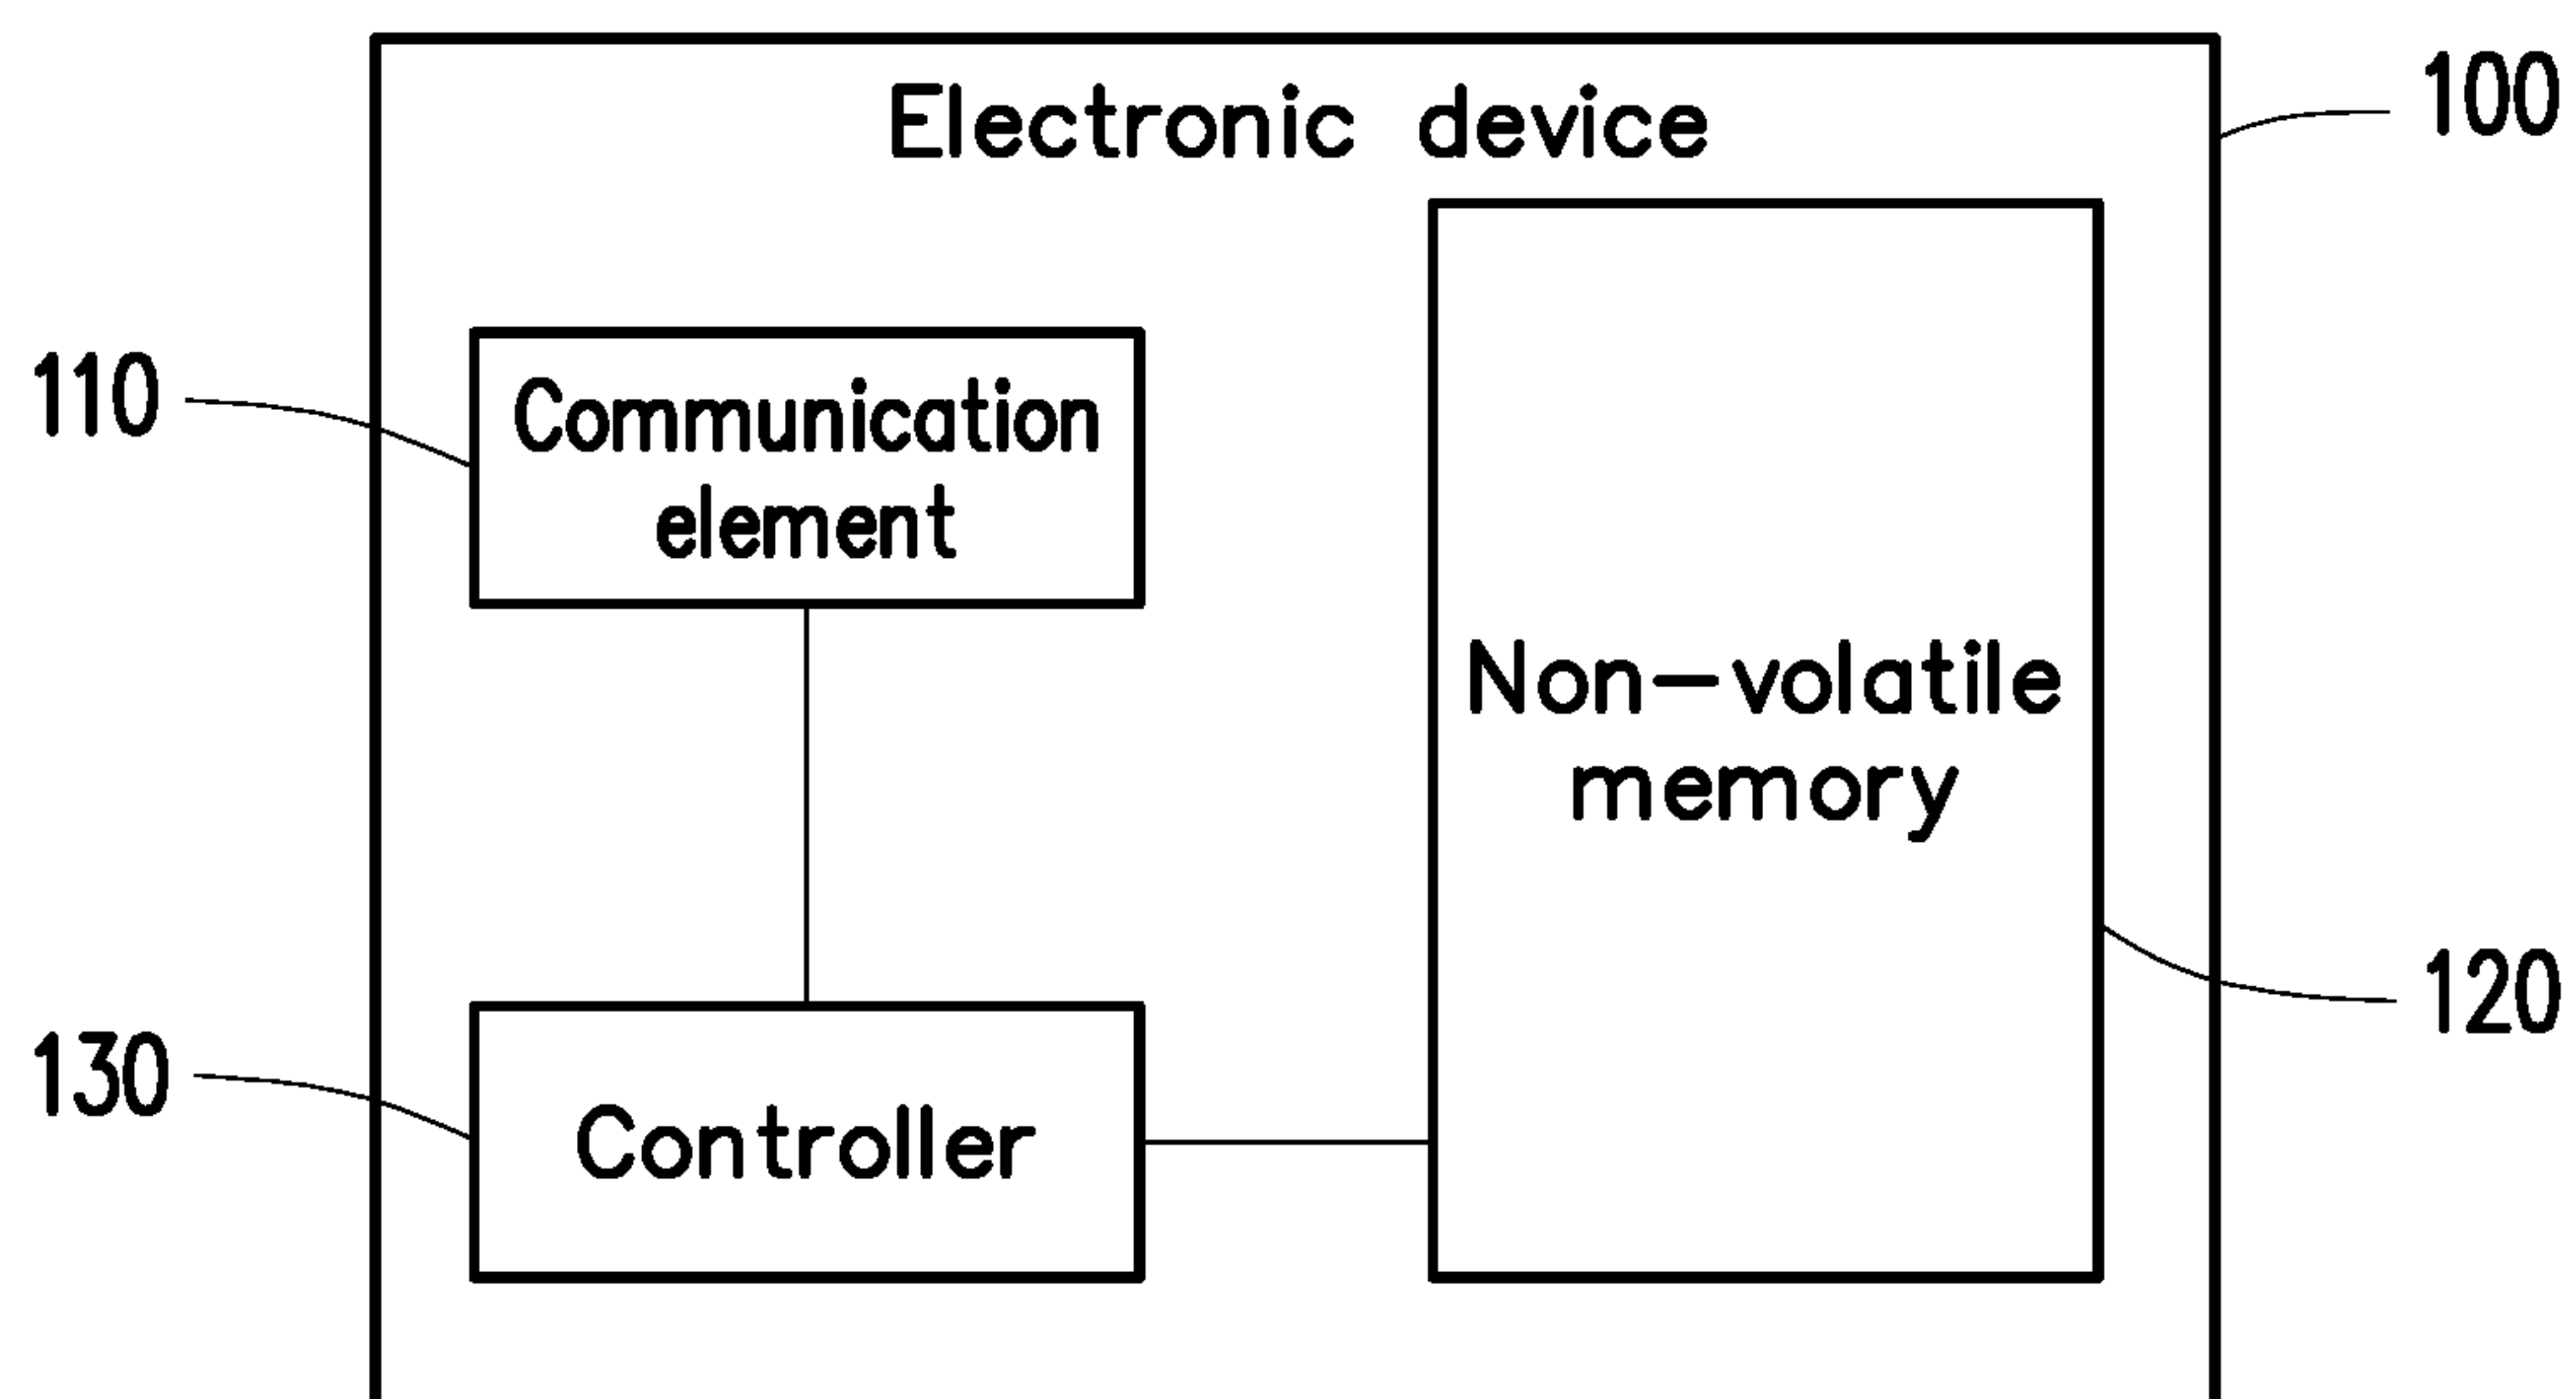 Electronic device
100
110
Communication
element
Non-volatile
memory
120
130
Controller